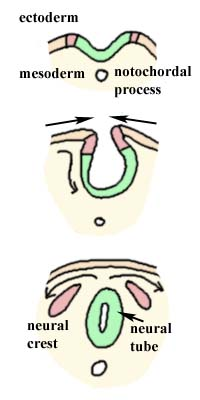 ectoderm
mesoderm
notochordal
process
neural
crest
neural
tube